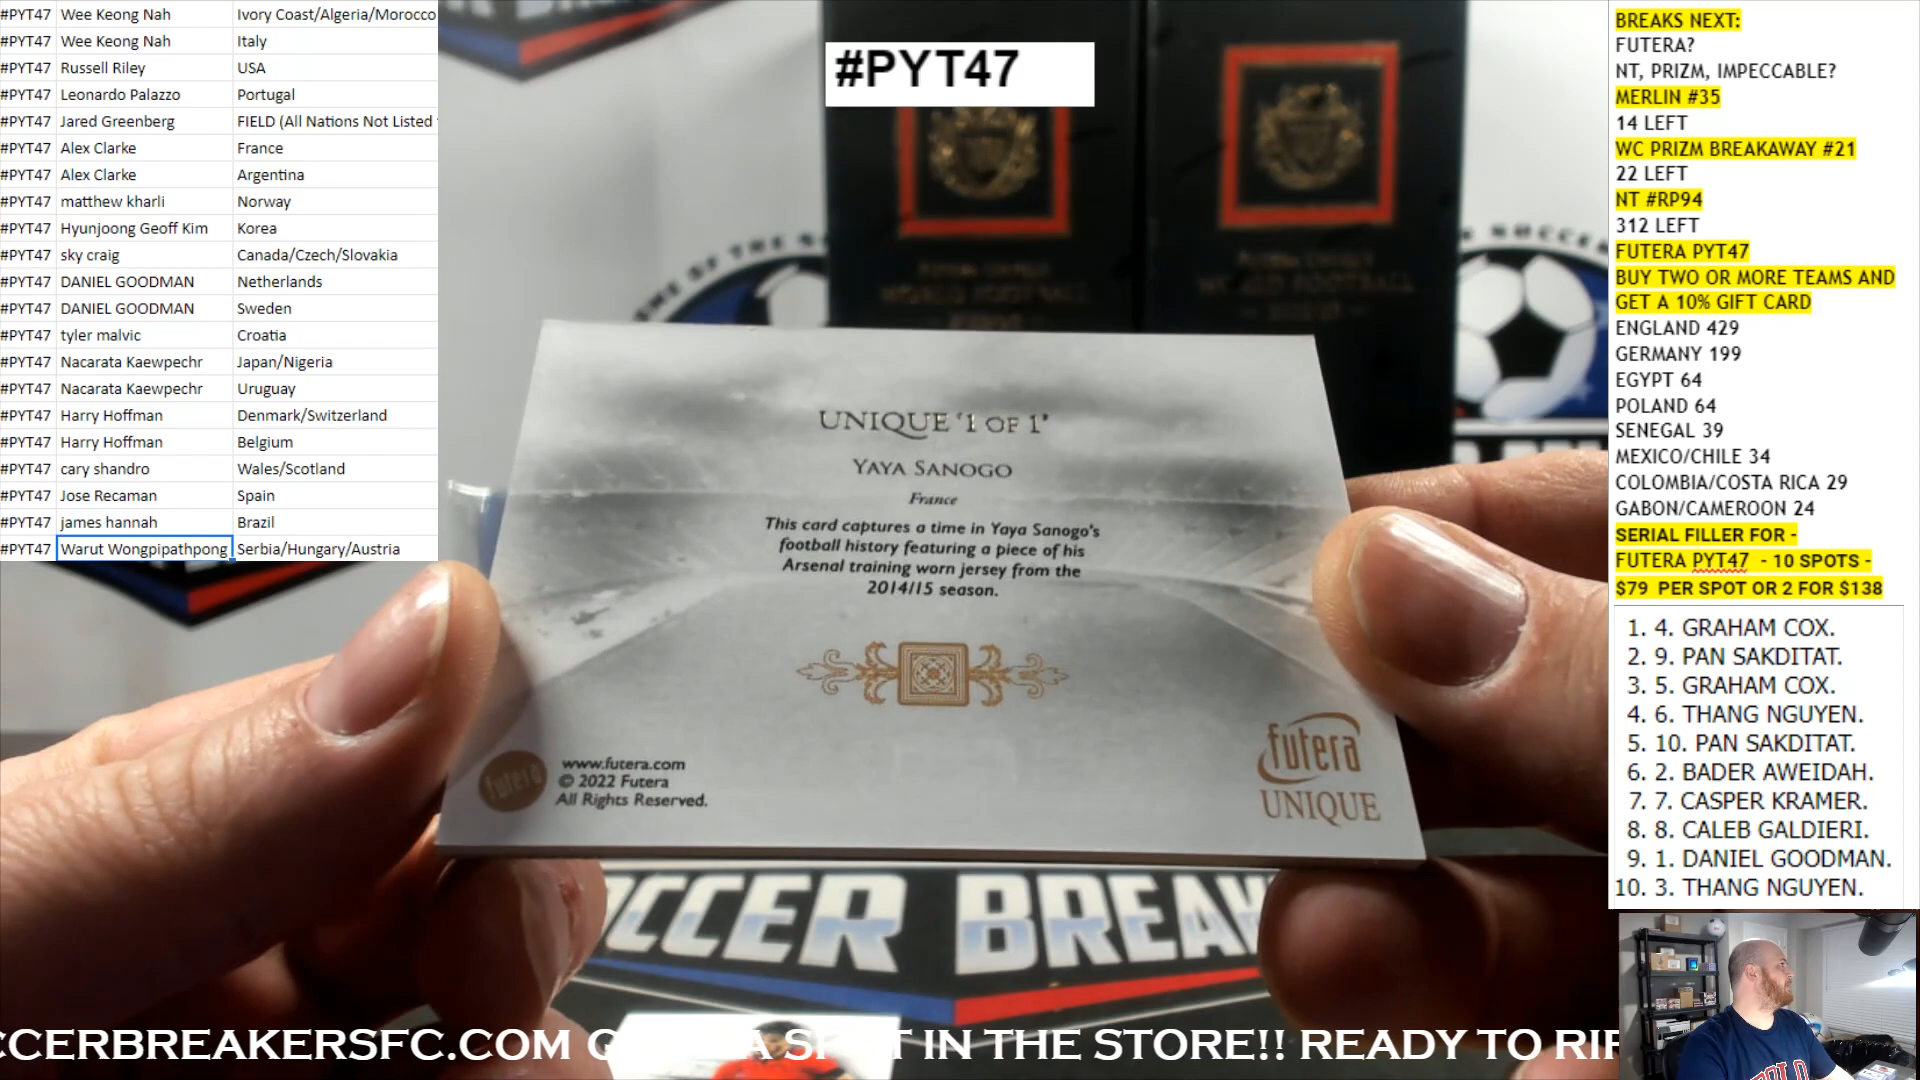 #PYT47 Wee Keong Nah Ivory Coast/Algeria/Morocco
#PYT47 Wee Keong Nah Italy
#PYT47 Russell Riley USA
#PYT47 Leonardo Palazzo Portugal
#PYT47 Jared Greenberg FIELD (All Nations Not Listed
#PYT47 Alex Clarke France
#PYT47 Alex Clarke Argentina
#PYT47 matthew kharli Norway
#PYT47 Hyunjoong Geoff Kim Korea
#PYT47 sky craig Canada/Czech/Slovakia
#PYT47 DANIEL GOODMAN Netherlands
#PYT47 DANIEL GOODMAN Sweden
#PYT47 tyler malvic Croatia
#PYT47 Nacarata Kaewpechr Japan/Nigeria
#PYT47 Nacarata Kaewpechr Uruguay
#PYT47 Harry Hoffman Denmark/Switzerland
#PYT47 Harry Hoffman Belgium
#PYT47 cary shandro Wales/Scotland
#PYT47 Jose Recaman Spain
#PYT47 james hannah Brazil
#PYT47 Warut Wongpipathpong Serbia/Hungary/Austria
#PYT47
WORLD FOOTBALL
WORLD FOOTBALL
UNIQUE '1 OF 1'
YAYA SANOGO
France
This card captures a time in Yaya Sanogo's
football history featuring a piece of his
Arsenal training worn jersey from the
2014/15 season.
futera
www.futera.com
© 2022 Futera
All Rights Reserved.
futera
UNIQUE
CCER BREA
CCERBREAKERSFC.COM G IN THE STORE!! READY TO RIP
BREAKS NEXT:
FUTERA?
NT, PRIZM, IMPECCABLE?
MERLIN #35
14 LEFT
WC PRIZM BREAKAWAY #21
22 LEFT
NT #RP94
312 LEFT
FUTERA PYT47
BUY TWO OR MORE TEAMS AND
GET A 10% GIFT CARD
ENGLAND 429
GERMANY 199
EGYPT 64
POLAND 64
SENEGAL 39
MEXICO/CHILE 34
COLOMBIA/COSTA RICA 29
GABON/CAMEROON 24
SERIAL FILLER FOR -
FUTERA PYT47 - 10 SPOTS -
$79 PER SPOT OR 2 FOR $138
1. 4. GRAHAM COX.
2. 9. PAN SAKDITAT.
3. 5. GRAHAM COX.
4. 6. THANG NGUYEN.
5. 10. PAN SAKDITAT.
6. 2. BADER AWEIDAH.
7. 7. CASPER KRAMER.
8. 8. CALEB GALDIERI.
9. 1. DANIEL GOODMAN.
10. 3. THANG NGUYEN.